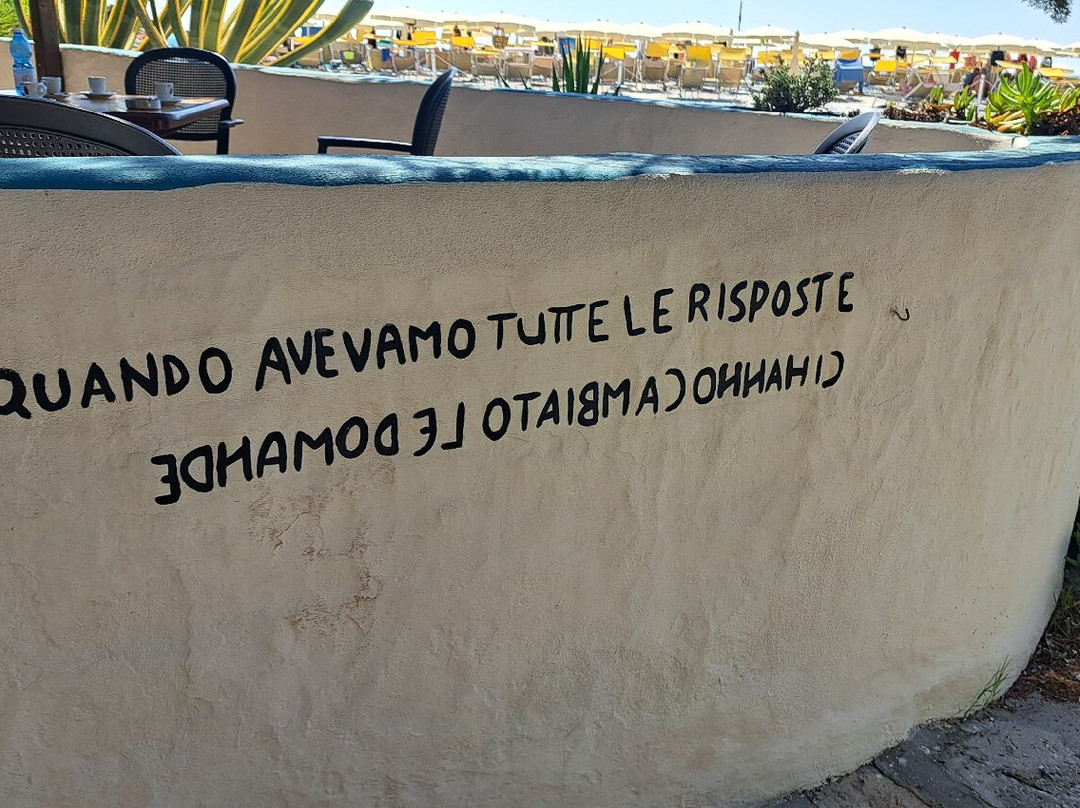 QUANDO AVEVAMO TUTTE LE RISPOSTE
CI HANNO CAMBIATO LE DOMANDE